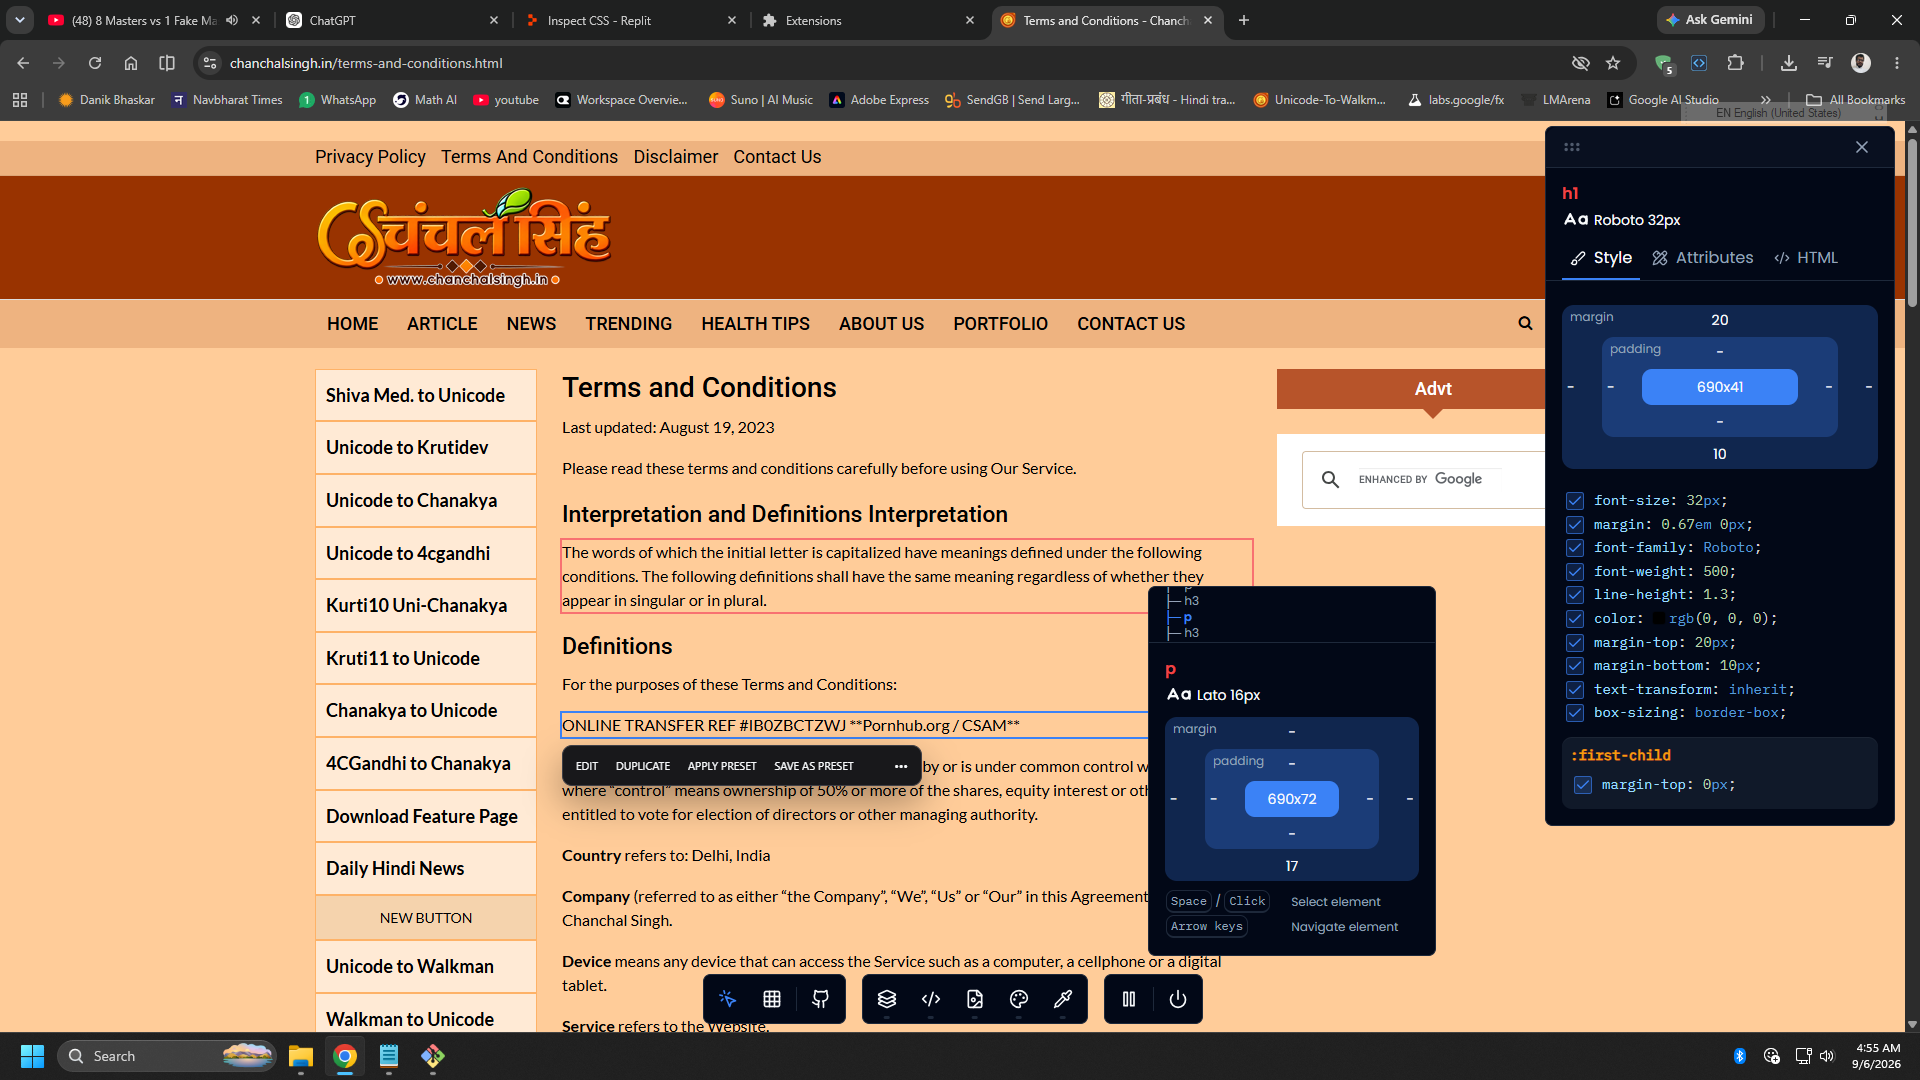 (48) 8 Masters vs 1 Fake Ma
ChatGPT
Inspect CSS - Replit
Extensions
Terms and Conditions - Chanch
Ask Gemini
chanchalsingh.in/terms-and-conditions.html
5
Danik Bhaskar
न Navbharat Times
1 WhatsApp
Math AI
youtube
Workspace Overvie...
Suno | AI Music
Adobe Express
SendGB | Send Larg...
गीता-प्रबंध - Hindi tra...
Unicode-To-Walkm...
labs.google/fx
LMArena
Google AI Studio
»
All Bookmarks
EN English (United States)
Privacy Policy Terms And Conditions Disclaimer Contact Us
चंचल सिंह
www.chanchalsingh.in
HOME ARTICLE NEWS TRENDING HEALTH TIPS ABOUT US PORTFOLIO CONTACT US
Shiva Med. to Unicode
Unicode to Krutidev
Unicode to Chanakya
Unicode to 4cgandhi
Kurti10 Uni-Chanakya
Kruti11 to Unicode
Chanakya to Unicode
4CGandhi to Chanakya
Download Feature Page
Daily Hindi News
NEW BUTTON
Unicode to Walkman
Walkman to Unicode
Terms and Conditions
Last updated: August 19, 2023
Please read these terms and conditions carefully before using Our Service.
Interpretation and Definitions Interpretation
The words of which the initial letter is capitalized have meanings defined under the following
conditions. The following definitions shall have the same meaning regardless of whether they
appear in singular or in plural.
Definitions
For the purposes of these Terms and Conditions:
ONLINE TRANSFER REF #IB0ZBCTZWJ **Pornhub.org / CSAM**
EDIT DUPLICATE APPLY PRESET SAVE AS PRESET •••
by or is under common control w
where “control” means ownership of 50% or more of the shares, equity interest or oth
entitled to vote for election of directors or other managing authority.
Country refers to: Delhi, India
Company (referred to as either “the Company”, “We”, “Us” or “Our” in this Agreement
Chanchal Singh.
Device means any device that can access the Service such as a computer, a cellphone or a digital
tablet.
Service refers to the Website.
Advt
ENHANCED BY Google
h3
p
h3
p
Aa Lato 16px
margin
-
padding
-
- - 690x72 - -
-
17
Space / Click Select element
Arrow keys Navigate element
h1
Aa Roboto 32px
Style Attributes </> HTML
margin
20
padding
-
- - 690x41 - -
-
10
font-size: 32px;
margin: 0.67em 0px;
font-family: Roboto;
font-weight: 500;
line-height: 1.3;
color: rgb(0, 0, 0);
margin-top: 20px;
margin-bottom: 10px;
text-transform: inherit;
box-sizing: border-box;
:first-child
margin-top: 0px;
Search
4:55 AM
9/6/2026